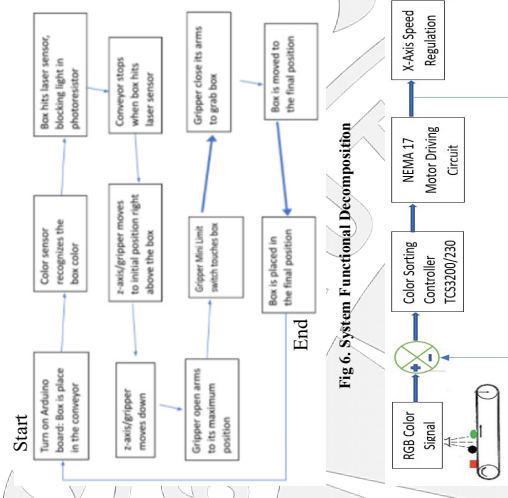 Start
Turn on Arduino
board: Box is place
in the conveyor
Color sensor
recognizes the
box color
Box hits laser sensor,
blocking light in
photoresistor
Conveyor stops
when box hits
laser sensor
z-axis/gripper moves
to initial position right
above the box
z-axis/gripper
moves down
Gripper open arms
to its maximum
position
Gripper Mini Limit
switch touches box
Gripper close its arms
to grab box
Box is moved to
the final position
Box is placed in
the final position
End
Fig 6. System Functional Decomposition
RGB Color
Signal
+
-
Color Sorting
Controller
TCS3200/230
NEMA 17
Motor Driving
Circuit
X-Axis Speed
Regulation